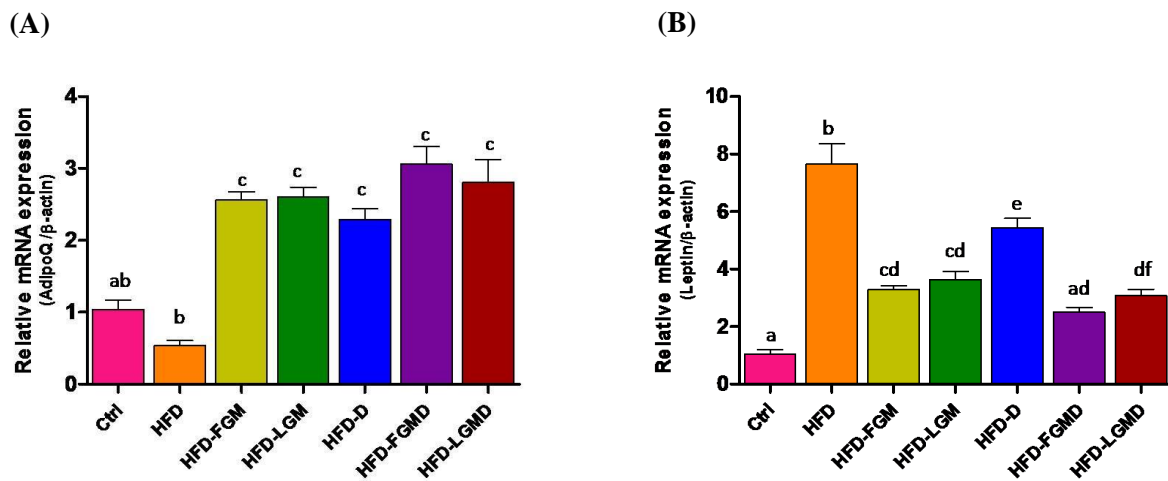 (A)
Relative mRNA expression
(AdipoQ/β-actin)
4
3
2
1
0
ab
b
c
c
c
c
c
Ctrl
HFD
HFD-FGM
HFD-LGM
HFD-D
HFD-FGMD
HFD-LGMD
(B)
Relative mRNA expression
(Leptin/β-actin)
10
8
6
4
2
0
a
b
cd
cd
e
ad
df
Ctrl
HFD
HFD-FGM
HFD-LGM
HFD-D
HFD-FGMD
HFD-LGMD